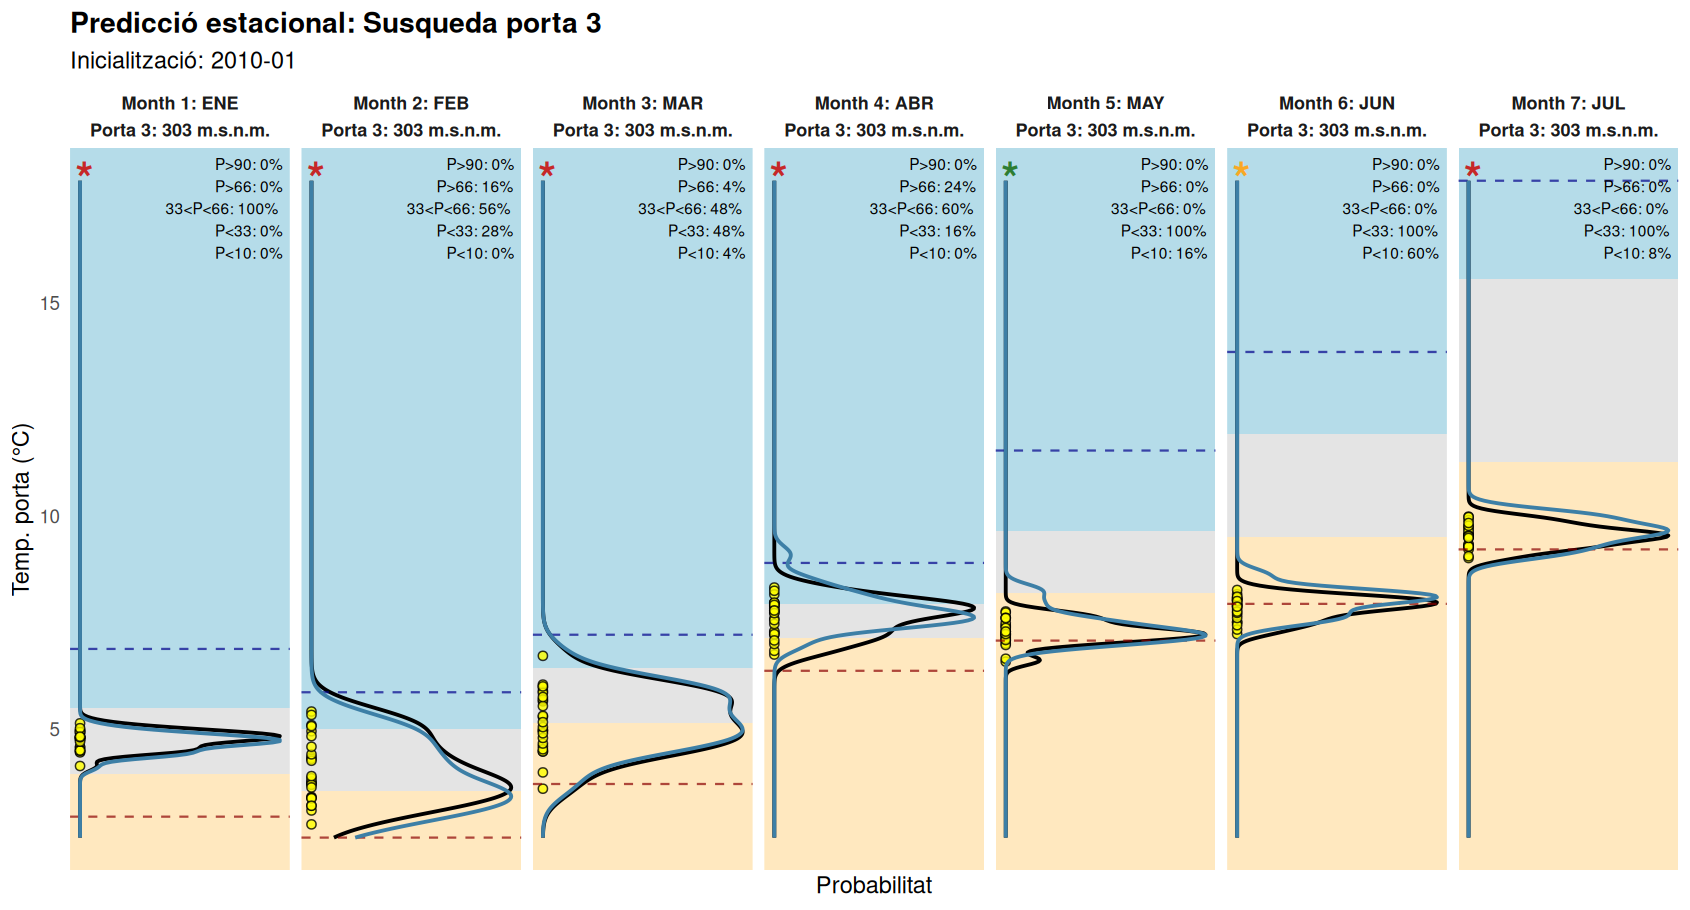 Predicció estacional: Susqueda porta 3
Inicialització: 2010-01
Month 1: ENE
Porta 3: 303 m.s.n.m.
Month 2: FEB
Porta 3: 303 m.s.n.m.
Month 3: MAR
Porta 3: 303 m.s.n.m.
Month 4: ABR
Porta 3: 303 m.s.n.m.
Month 5: MAY
Porta 3: 303 m.s.n.m.
Month 6: JUN
Porta 3: 303 m.s.n.m.
Month 7: JUL
Porta 3: 303 m.s.n.m.
*
P>90: 0%
P>66: 0%
33<P<66: 100%
P<33: 0%
P<10: 0%
*
P>90: 0%
P>66: 16%
33<P<66: 56%
P<33: 28%
P<10: 0%
*
P>90: 0%
P>66: 4%
33<P<66: 48%
P<33: 48%
P<10: 4%
*
P>90: 0%
P>66: 24%
33<P<66: 60%
P<33: 16%
P<10: 0%
*
P>90: 0%
P>66: 0%
33<P<66: 0%
P<33: 100%
P<10: 16%
*
P>90: 0%
P>66: 0%
33<P<66: 0%
P<33: 100%
P<10: 60%
*
P>90: 0%
P>66: 0%
33<P<66: 0%
P<33: 100%
P<10: 8%
15
10
5
Temp. porta (°C)
Probabilitat